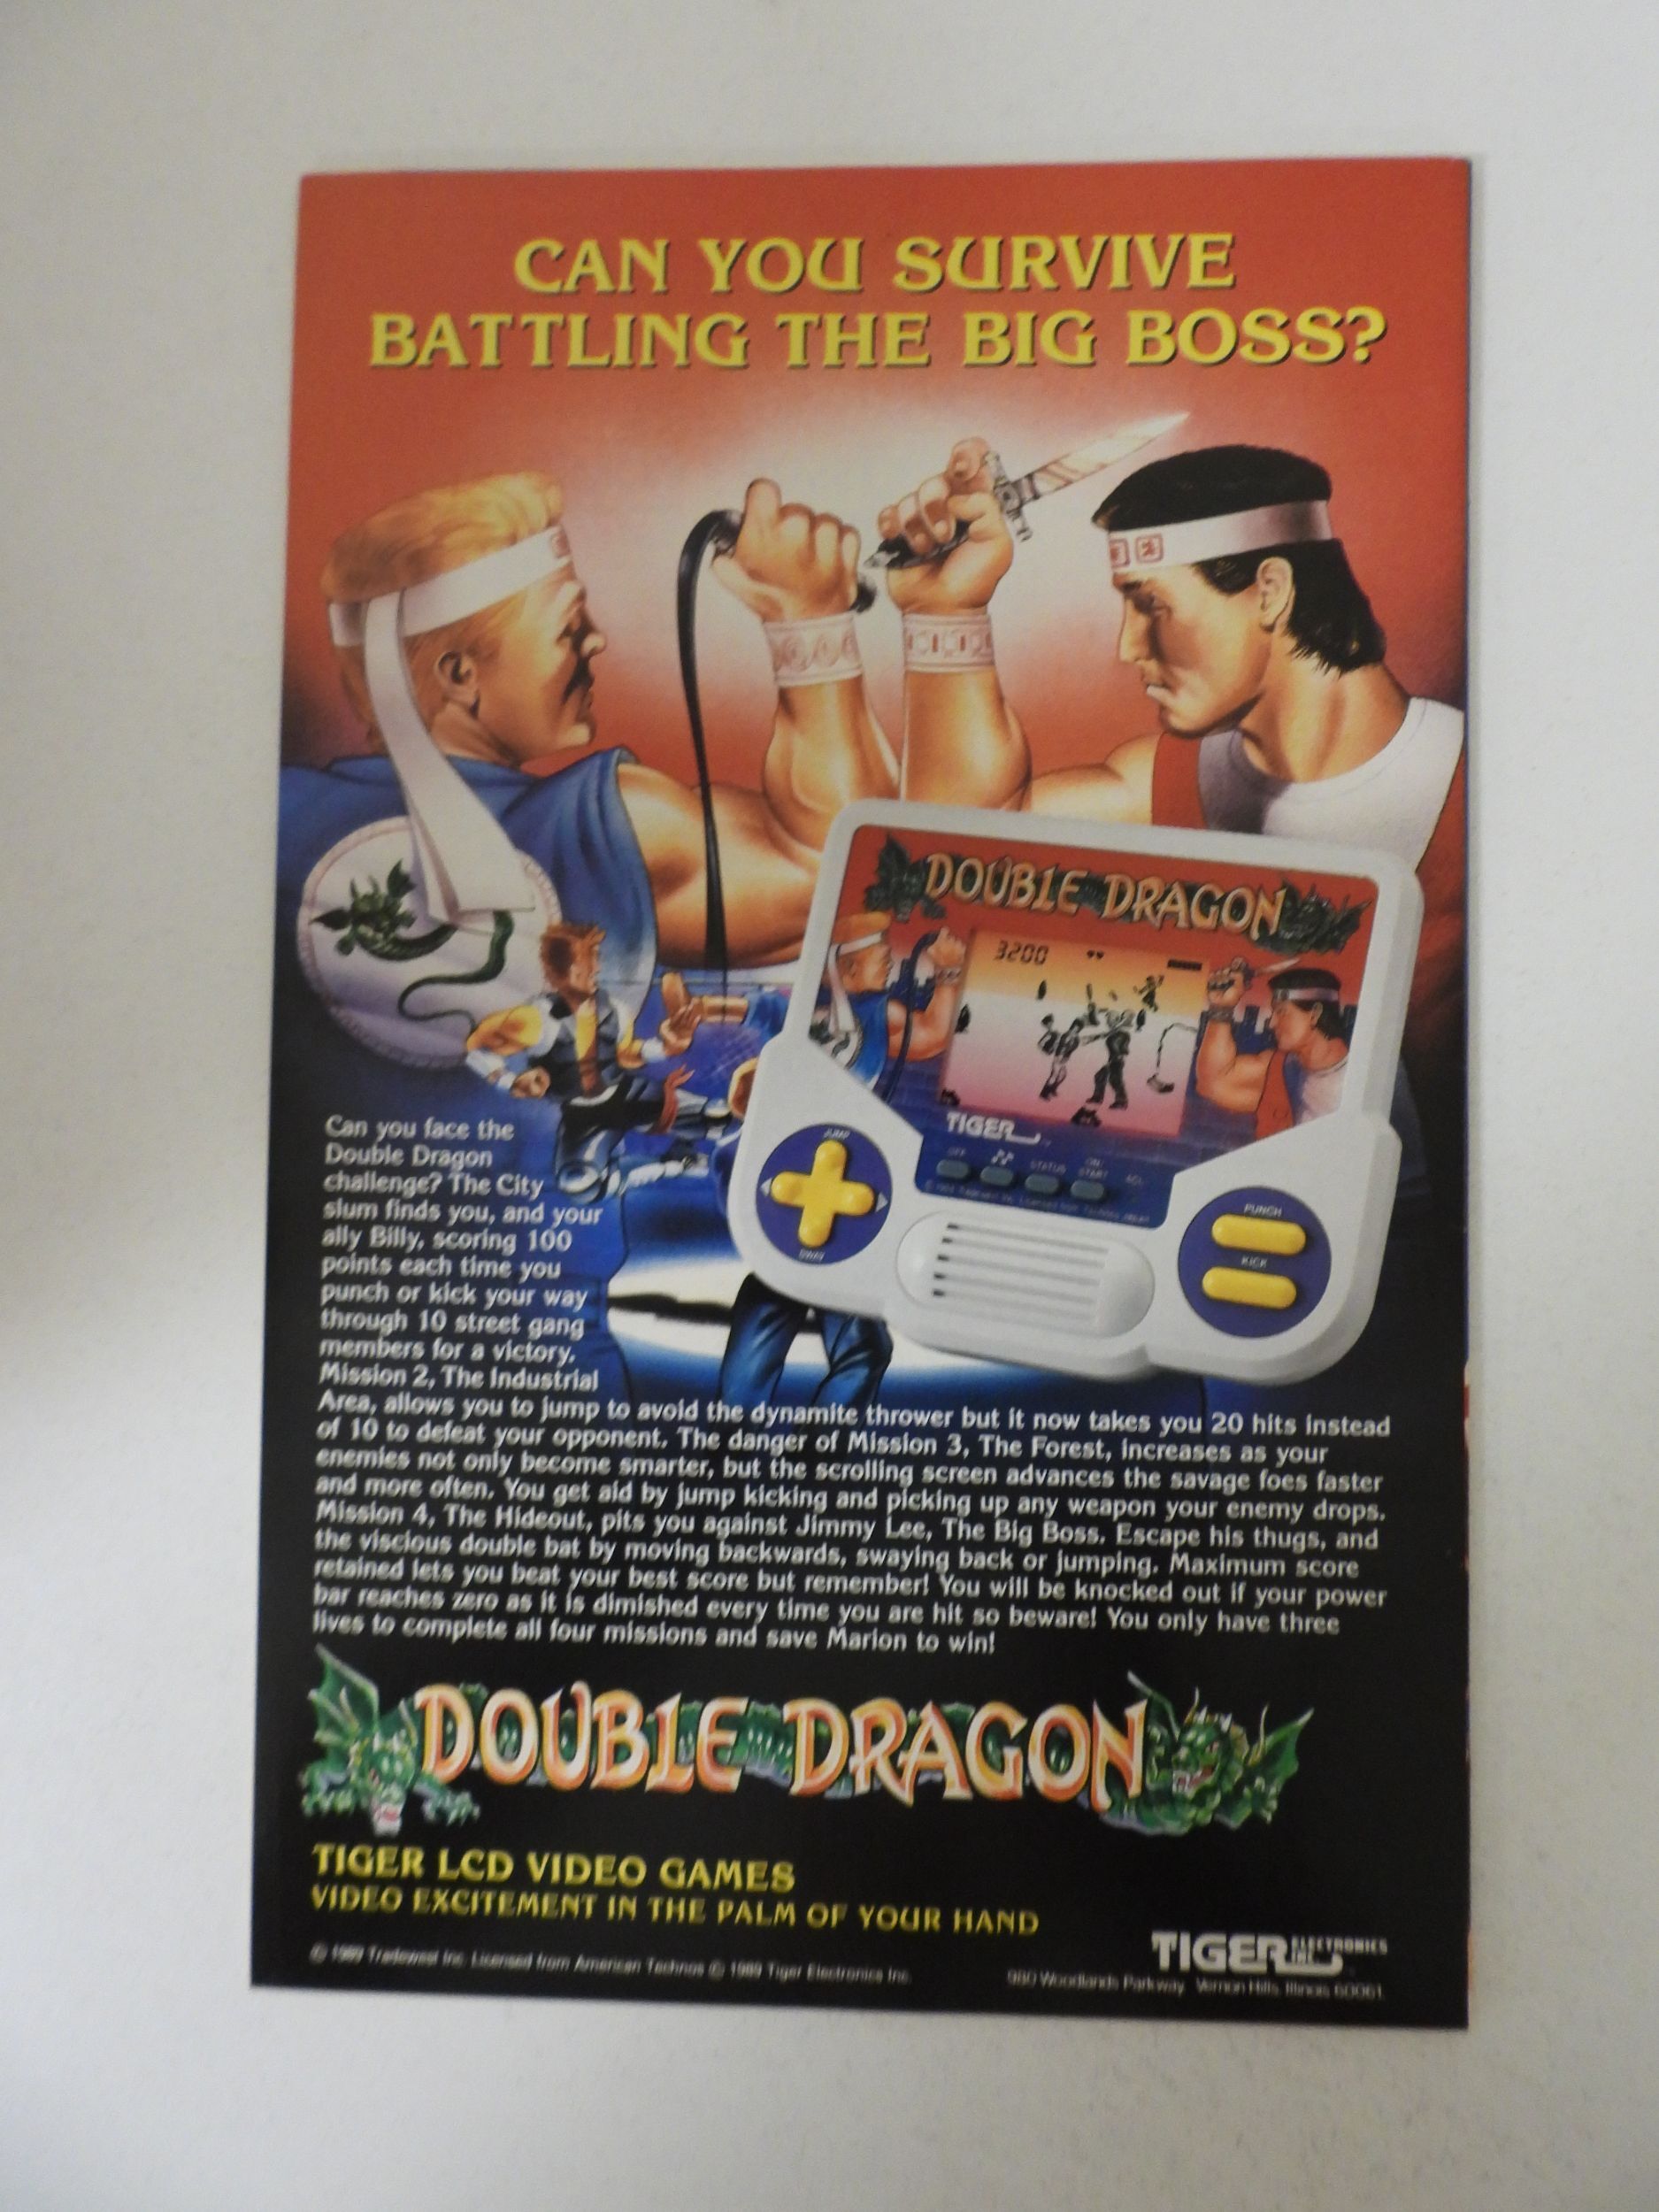 CAN YOU SURVIVE
BATTLING THE BIG BOSS?
DOUBLE DRAGON
3200
TIGER
JUMP
SWAY
OFF
STATUS
ON/
START
ACL
PUNCH
KICK
Can you face the
Double Dragon
challenge? The City
slum finds you, and your
ally Billy, scoring 100
points each time you
punch or kick your way
through 10 street gang
members for a victory.
Mission 2, The Industrial
Area, allows you to jump to avoid the dynamite thrower but it now takes you 20 hits instead
of 10 to defeat your opponent. The danger of Mission 3, The Forest, increases as your
enemies not only become smarter, but the scrolling screen advances the savage foes faster
and more often. You get aid by jump kicking and picking up any weapon your enemy drops.
Mission 4, The Hideout, pits you against Jimmy Lee, The Big Boss. Escape his thugs, and
the viscious double bat by moving backwards, swaying back or jumping. Maximum score
retained lets you beat your best score but remember! You will be knocked out if your power
bar reaches zero as it is dimished every time you are hit so beware! You only have three
lives to complete all four missions and save Marion to win!
DOUBLE DRAGON
TIGER LCD VIDEO GAMES
VIDEO EXCITEMENT IN THE PALM OF YOUR HAND
© 1989 Tradewest Inc. Licensed from American Technos © 1989 Tiger Electronics Inc.
TIGER ELECTRONICS INC.
980 Woodlands Parkway Vernon Hills, Illinois 60061